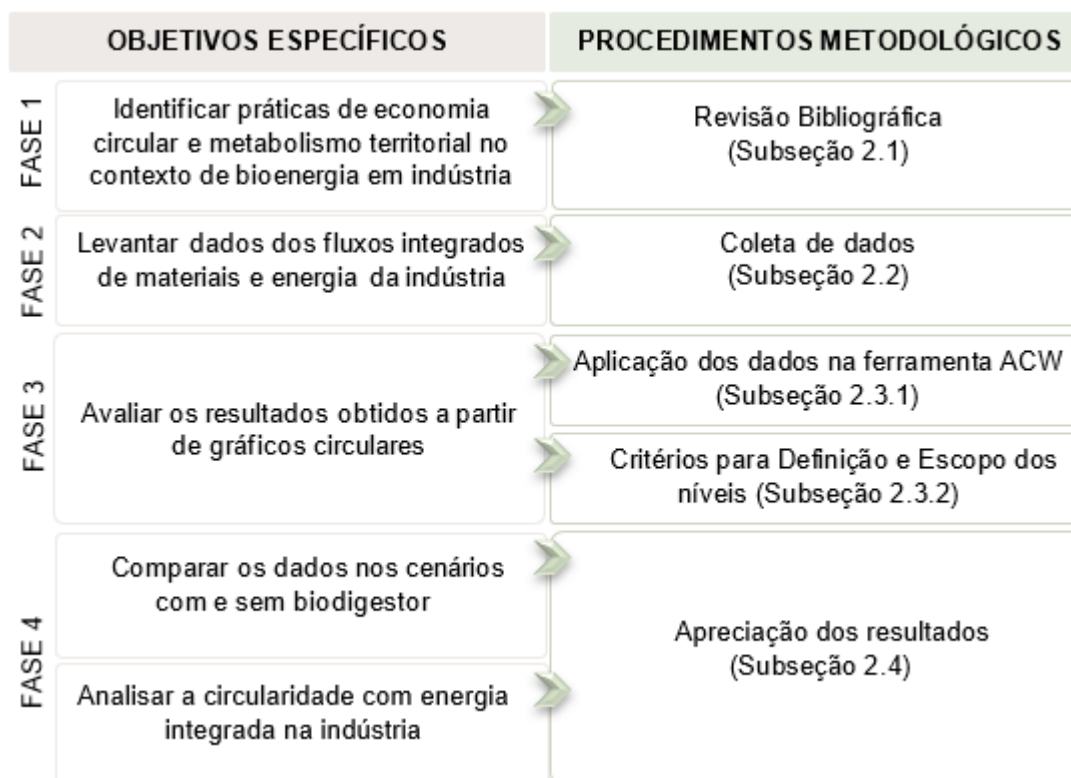 OBJETIVOS ESPECÍFICOS
PROCEDIMENTOS METODOLÓGICOS
FASE 1
Identificar práticas de economia
circular e metabolismo territorial no
contexto de bioenergia em indústria
Revisão Bibliográfica
(Subseção 2.1)
FASE 2
Levantar dados dos fluxos integrados
de materiais e energia da indústria
Coleta de dados
(Subseção 2.2)
FASE 3
Avaliar os resultados obtidos a partir
de gráficos circulares
Aplicação dos dados na ferramenta ACW
(Subseção 2.3.1)
Critérios para Definição e Escopo dos
níveis (Subseção 2.3.2)
FASE 4
Comparar os dados nos cenários
com e sem biodigestor
Analisar a circularidade com energia
integrada na indústria
Apreciação dos resultados
(Subseção 2.4)